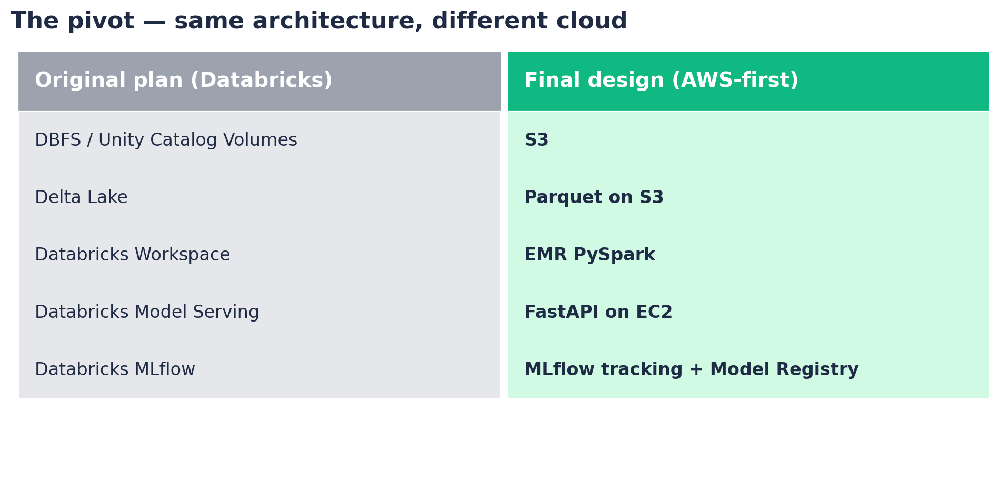 The pivot — same architecture, different cloud
Original plan (Databricks)
Final design (AWS-first)
DBFS / Unity Catalog Volumes
S3
Delta Lake
Parquet on S3
Databricks Workspace
EMR PySpark
Databricks Model Serving
FastAPI on EC2
Databricks MLflow
MLflow tracking + Model Registry